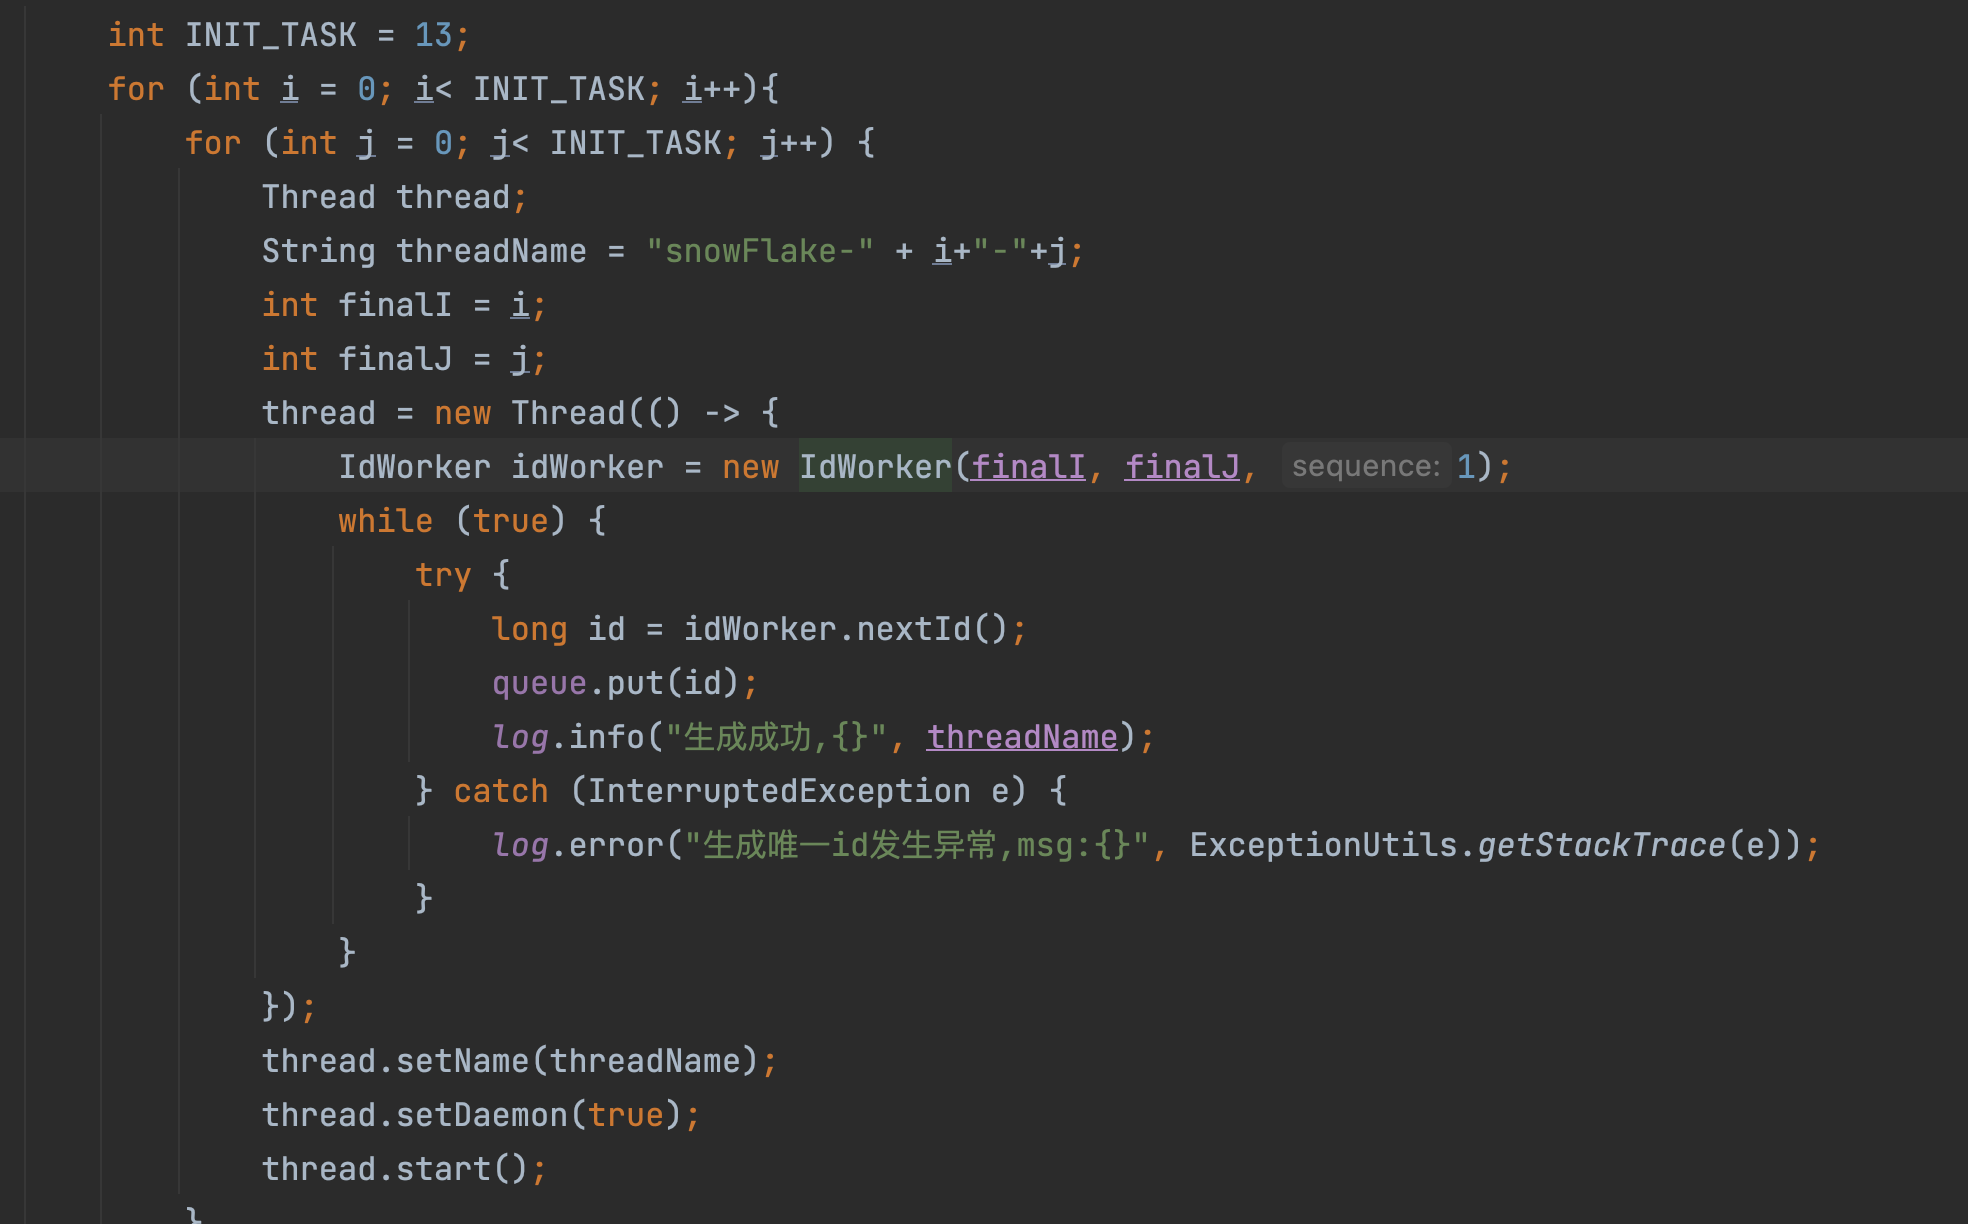 int INIT_TASK = 13;
for (int i = 0; i< INIT_TASK; i++){
for (int j = 0; j< INIT_TASK; j++) {
Thread thread;
String threadName = "snowFlake-" + i+"-"+j;
int finalI = i;
int finalJ = j;
thread = new Thread(() -> {
IdWorker idWorker = new IdWorker(finalI, finalJ, sequence: 1);
while (true) {
try {
long id = idWorker.nextId();
queue.put(id);
log.info("生成成功,{}", threadName);
} catch (InterruptedException e) {
log.error("生成唯一id发生异常,msg:{}", ExceptionUtils.getStackTrace(e));
}
}
});
thread.setName(threadName);
thread.setDaemon(true);
thread.start();
}